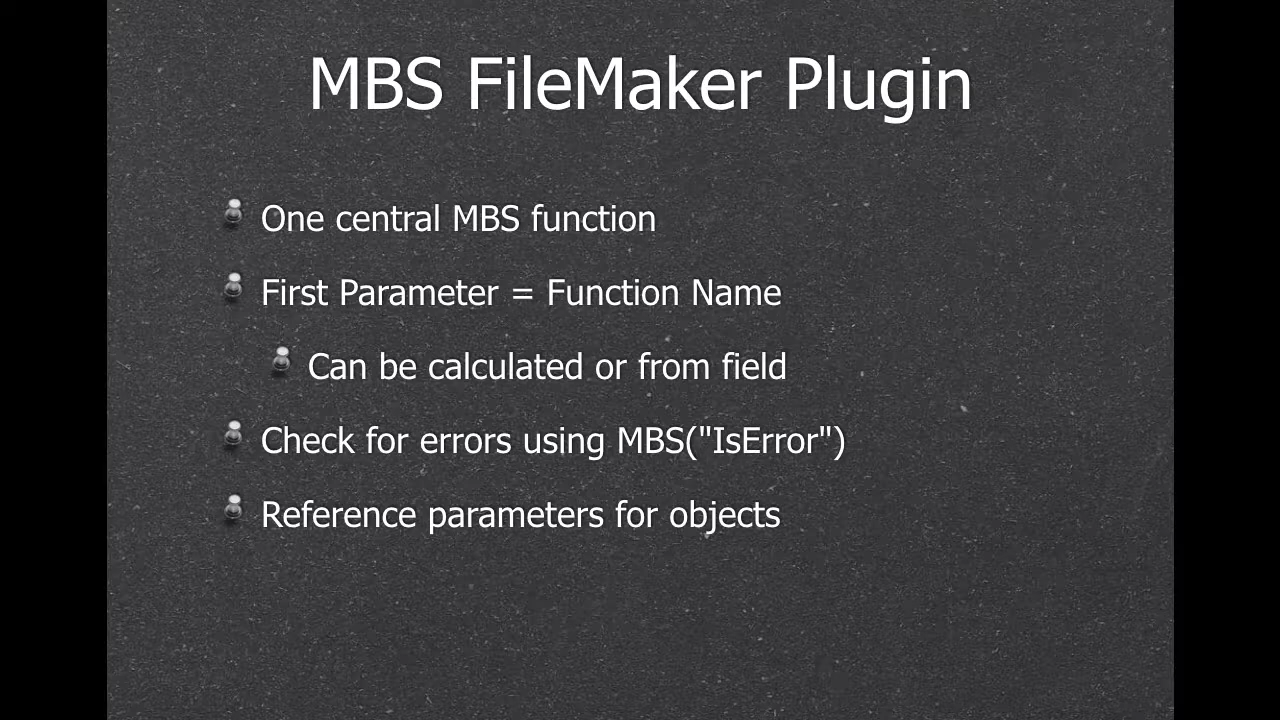 MBS FileMaker Plugin
One central MBS function
First Parameter = Function Name
Can be calculated or from field
Check for errors using MBS("IsError")
Reference parameters for objects